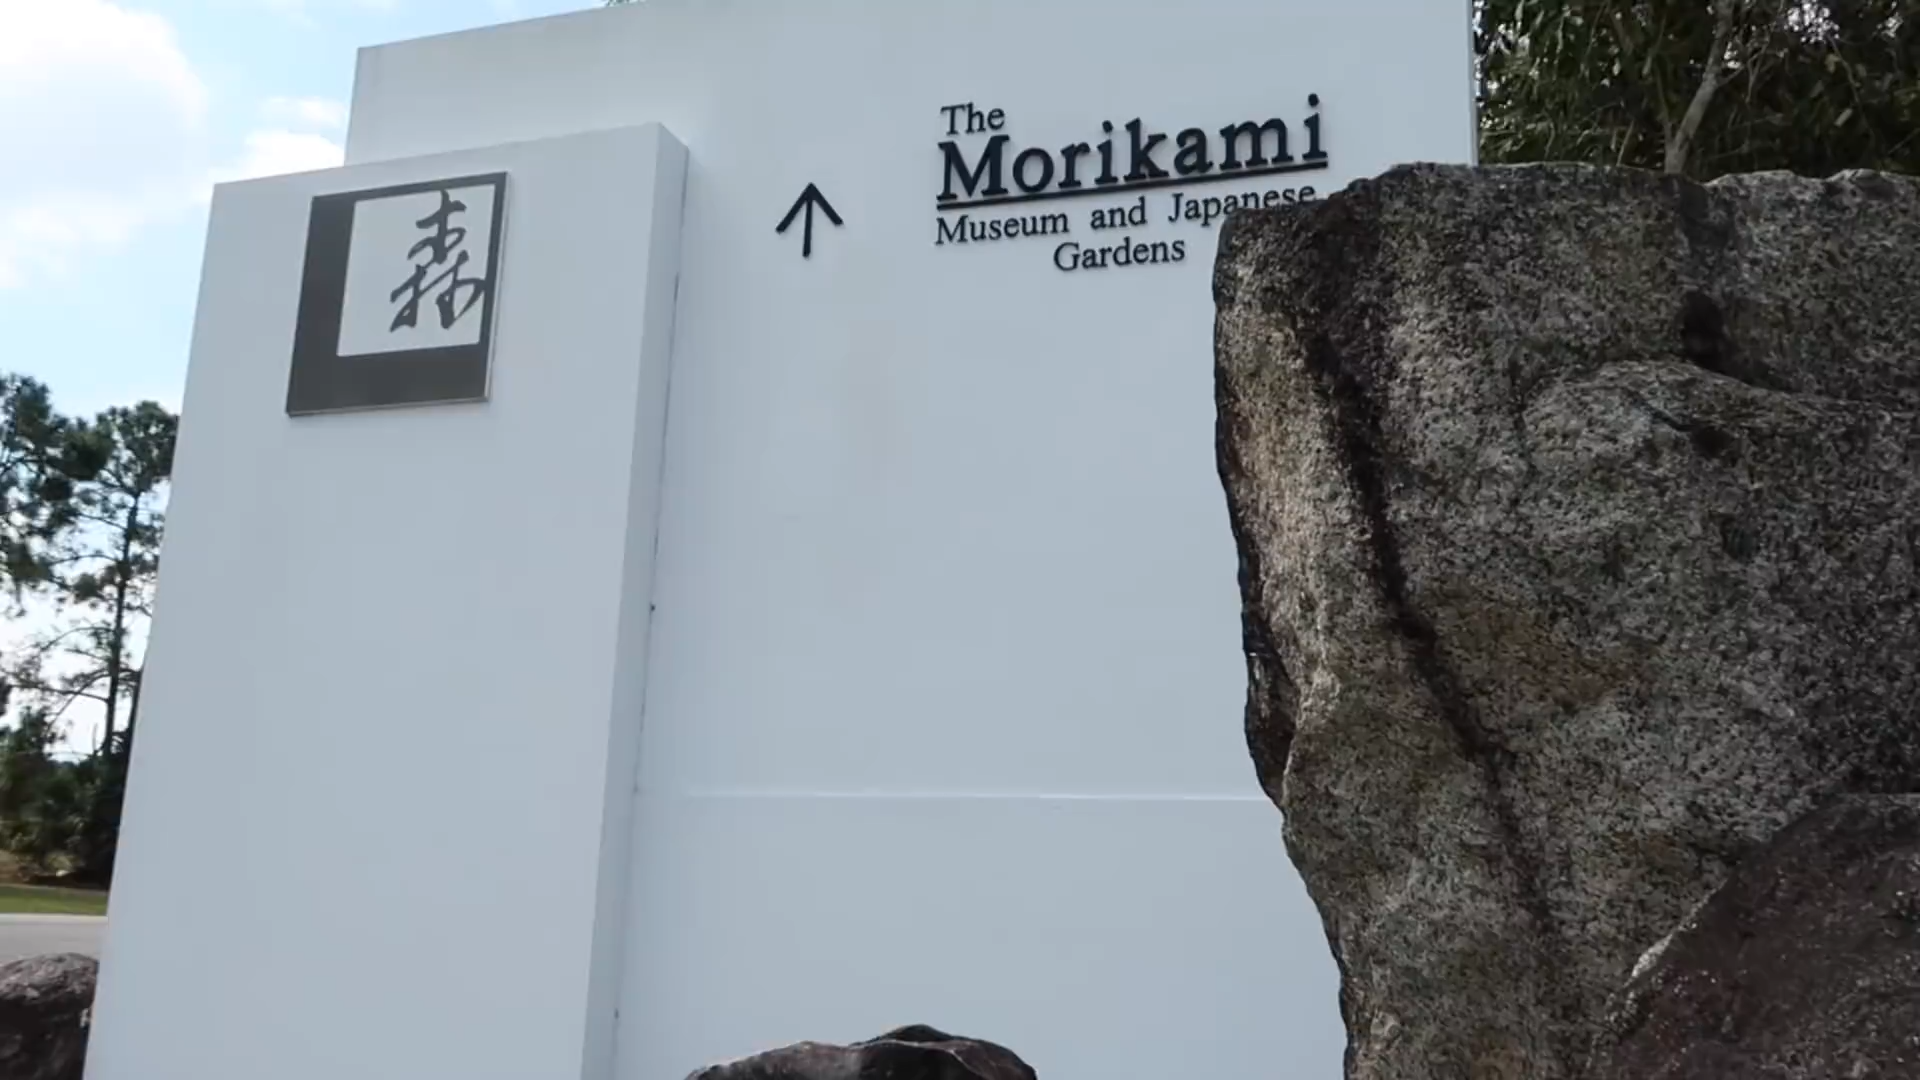 森
The
Morikami
Museum and Japanese
Gardens